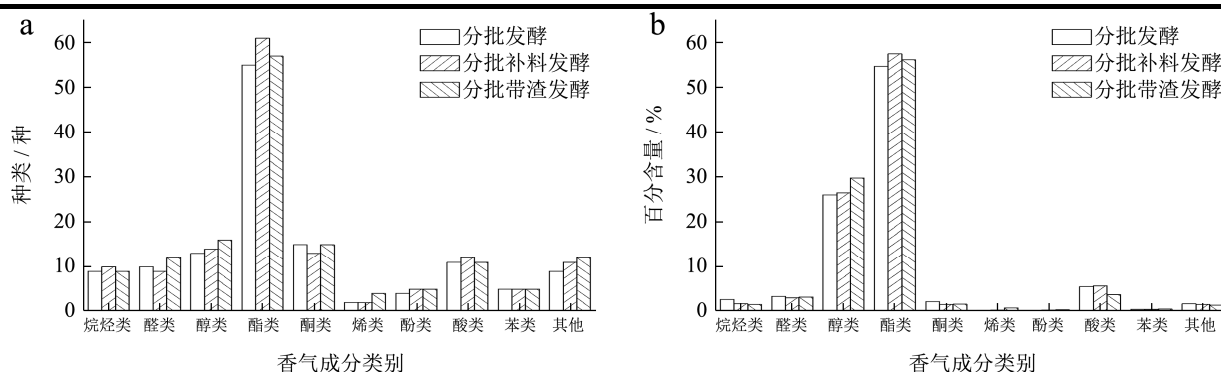 a
60
50
40
30
20
10
0
种类 / 种
分批发酵
分批补料发酵
分批带渣发酵
烷烃类 醛类 醇类 酯类 酮类 烯类 酚类 酸类 苯类 其他
香气成分类别
b
60
50
40
30
20
10
0
百分含量 / %
分批发酵
分批补料发酵
分批带渣发酵
烷烃类 醛类 醇类 酯类 酮类 烯类 酚类 酸类 苯类 其他
香气成分类别